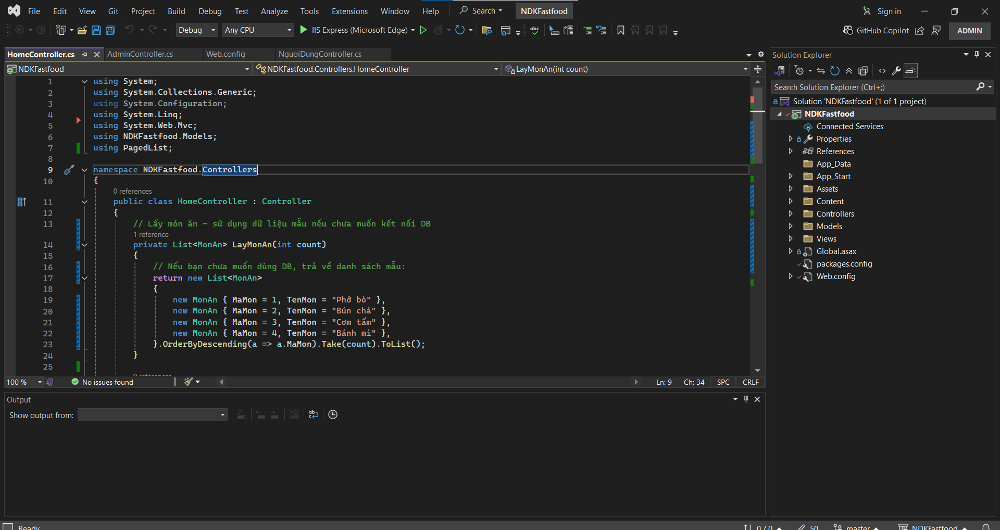 File Edit View Git Project Build Debug Test Analyze Tools Extensions Window Help Search NDKFastfood Sign in
Debug Any CPU IIS Express (Microsoft Edge) GitHub Copilot ADMIN
HomeController.cs AdminController.cs Web.config NguoiDungController.cs
NDKFastfood NDKFastfood.Controllers.HomeController LayMonAn(int count)
1 using System;
2 using System.Collections.Generic;
3 using System.Configuration;
4 using System.Linq;
5 using System.Web.Mvc;
6 using NDKFastfood.Models;
7 using PagedList;
8
9 namespace NDKFastfood.Controllers
10 {
0 references
11 public class HomeController : Controller
12 {
13 // Lấy món ăn – sử dụng dữ liệu mẫu nếu chưa muốn kết nối DB
1 reference
14 private List<MonAn> LayMonAn(int count)
15 {
16 // Nếu bạn chưa muốn dùng DB, trả về danh sách mẫu:
17 return new List<MonAn>
18 {
19 new MonAn { MaMon = 1, TenMon = "Phở bò" },
20 new MonAn { MaMon = 2, TenMon = "Bún chả" },
21 new MonAn { MaMon = 3, TenMon = "Cơm tấm" },
22 new MonAn { MaMon = 4, TenMon = "Bánh mì" },
23 }.OrderByDescending(a => a.MaMon).Take(count).ToList();
24 }
25
0 references
100 % No issues found Ln: 9 Ch: 34 SPC CRLF
Output
Show output from:
Solution Explorer
Search Solution Explorer (Ctrl+;)
Solution 'NDKFastfood' (1 of 1 project)
NDKFastfood
Connected Services
Properties
References
App_Data
App_Start
Assets
Content
Controllers
Models
Views
Global.asax
packages.config
Web.config
Ready 0 / 0 50 master NDKFastfood